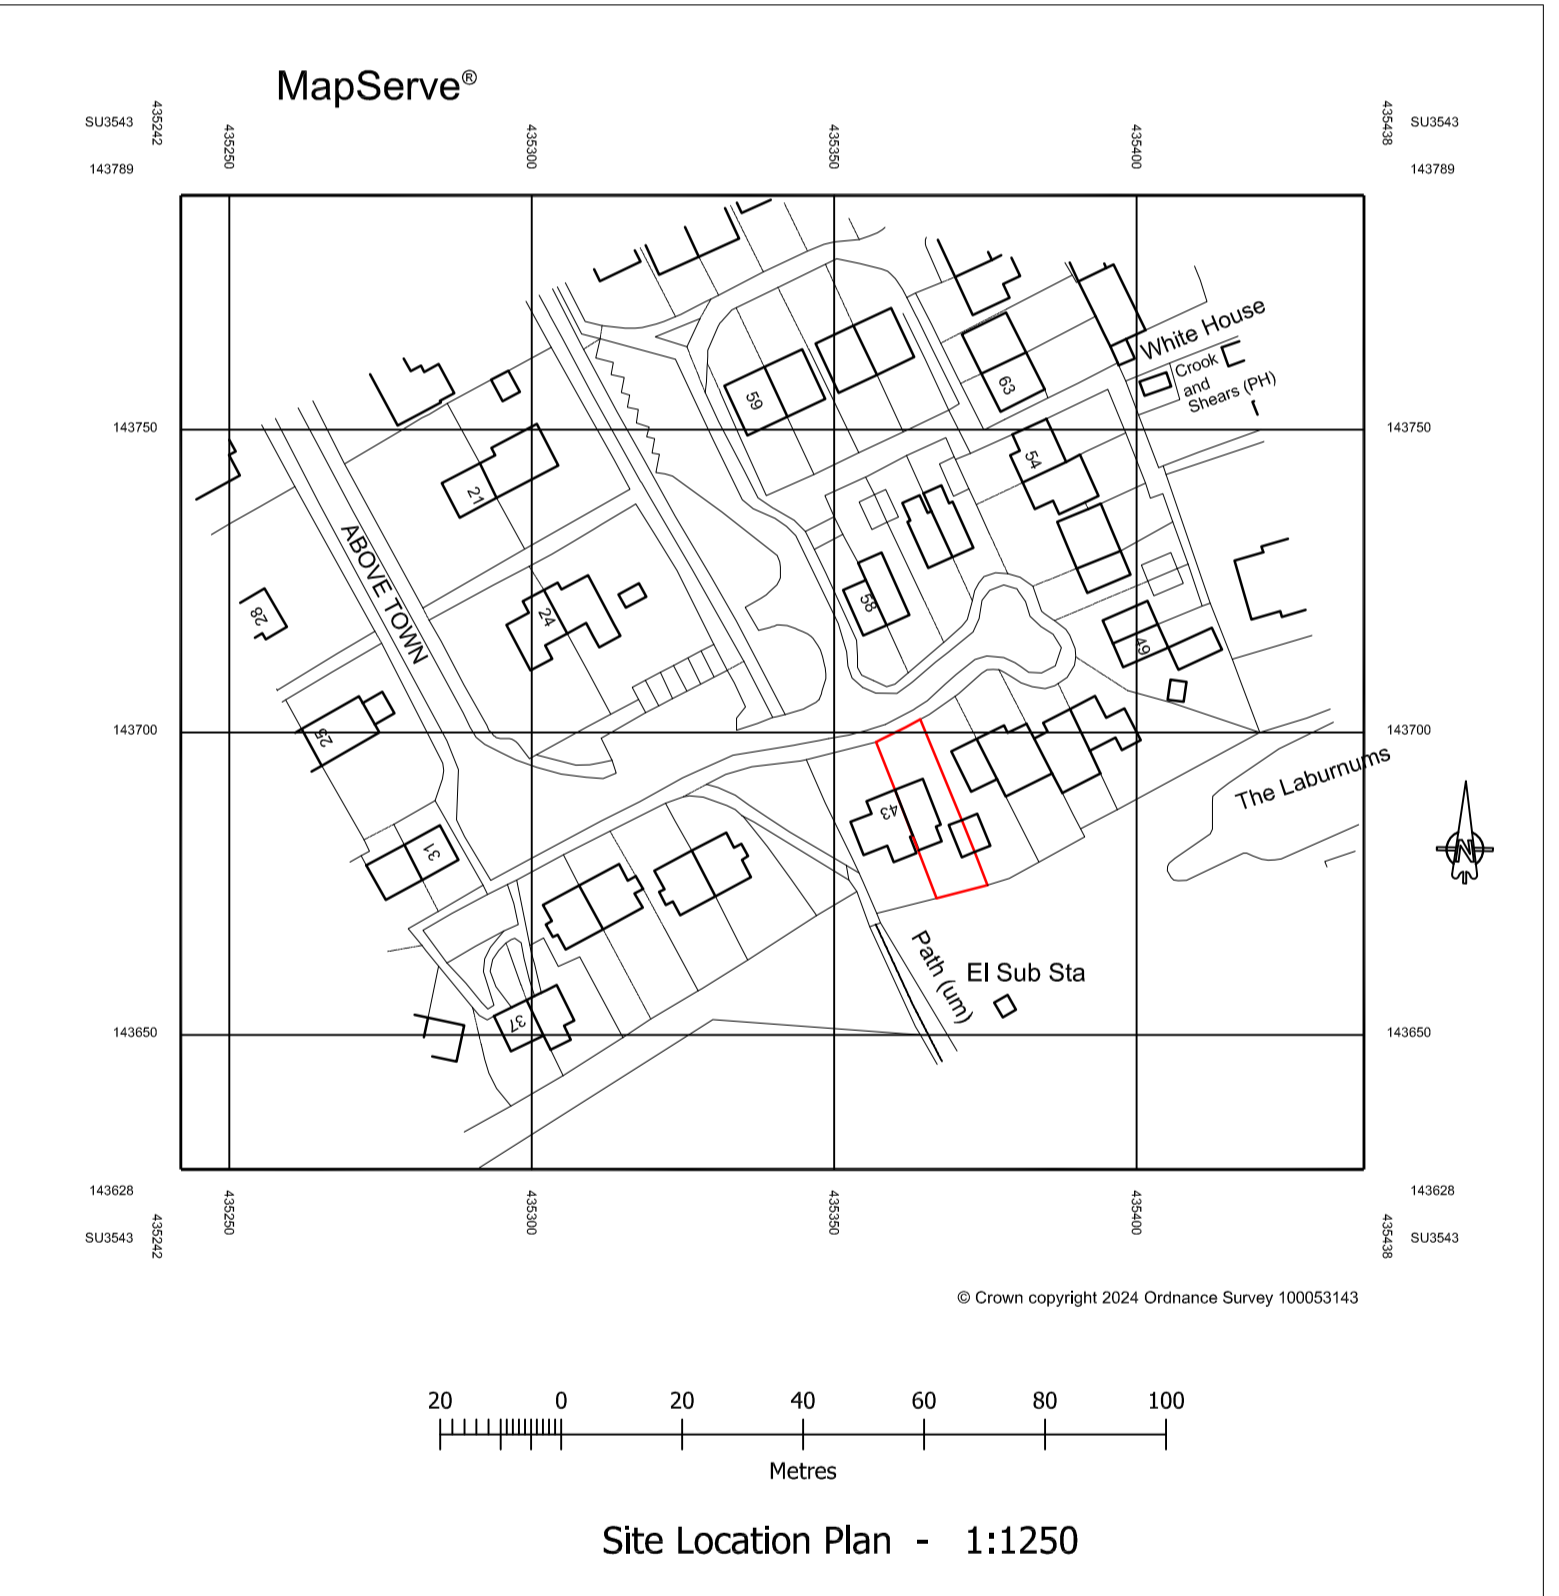 MapServe®
SU3543
435242
435438
SU3543
143789
435250
435300
435350
435400
143789
White House
Crook
and
Shears (PH)
59
63
143750
143750
54
21
ABOVE TOWN
58
28
24
49
25
143700
143700
The Laburnums
43
31
N
Path (um)
El Sub Sta
37
143650
143650
143628
435250
435300
435350
435400
143628
SU3543
435242
435438
SU3543
© Crown copyright 2024 Ordnance Survey 100053143
20 0 20 40 60 80 100
Metres
Site Location Plan - 1:1250